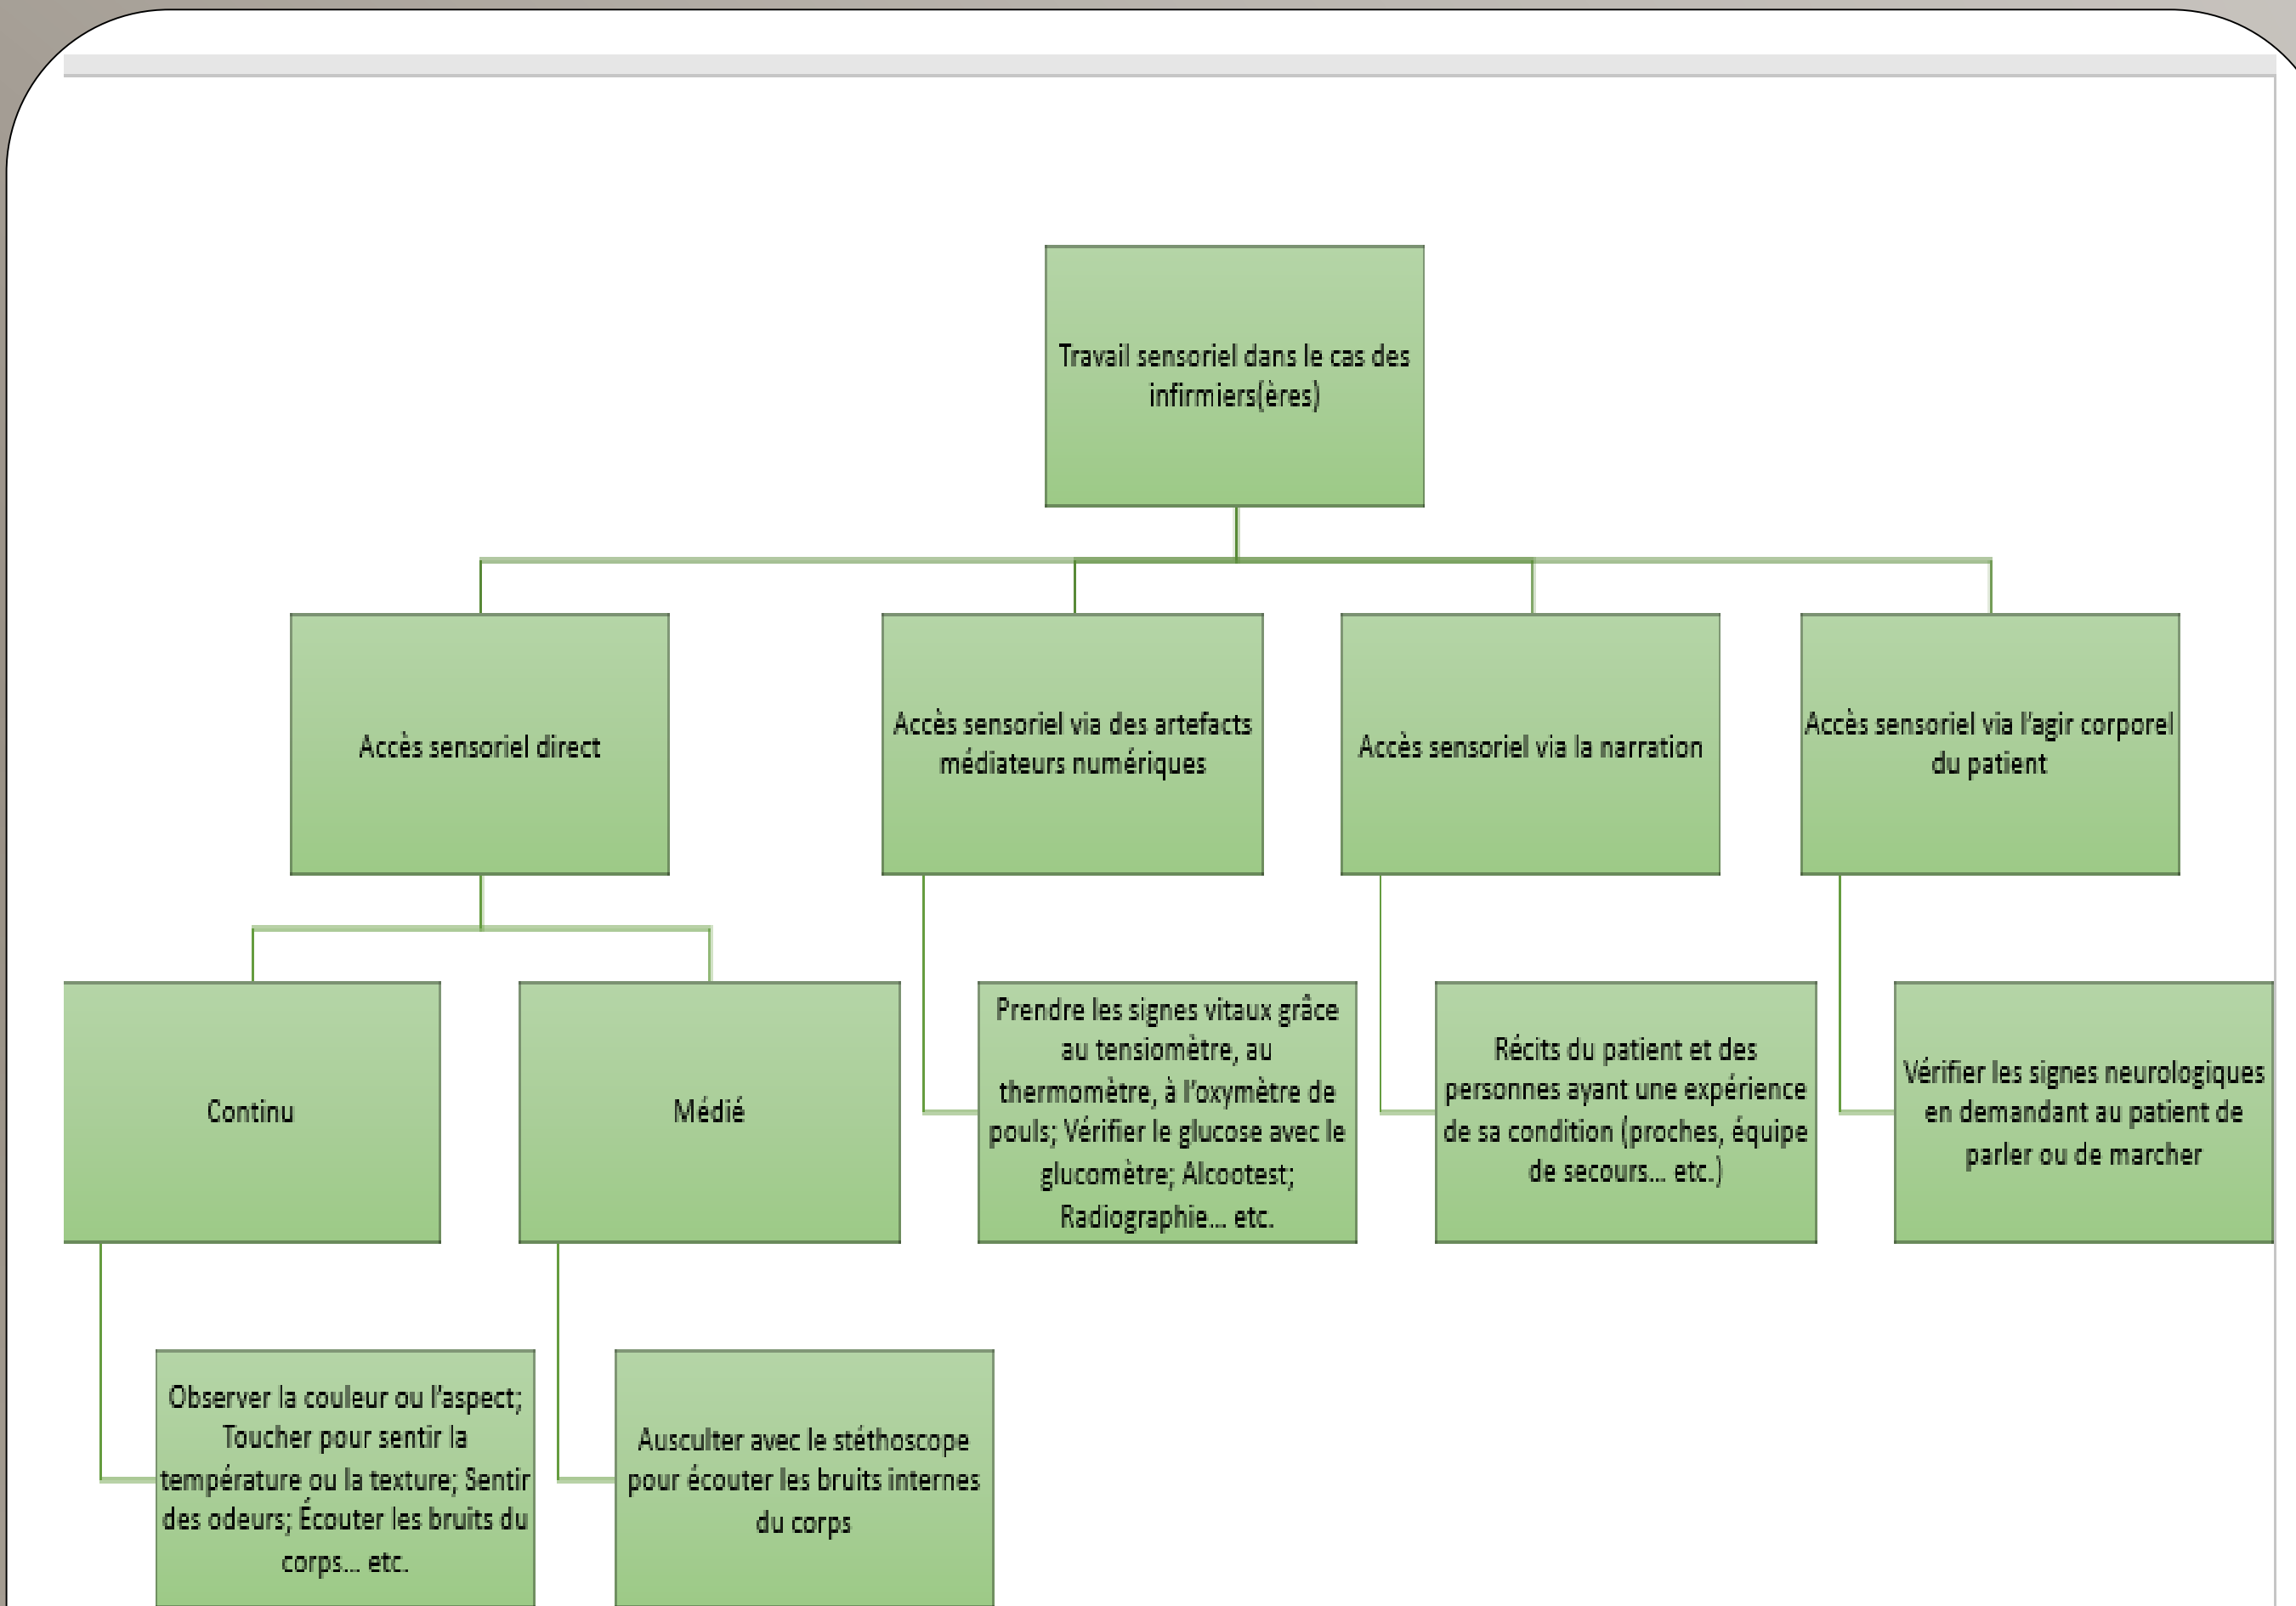 Travail sensoriel dans le cas des
infirmiers(ères)
Accès sensoriel direct
Accès sensoriel via des artefacts
médiateurs numériques
Accès sensoriel via la narration
Accès sensoriel via l'agir corporel
du patient
Continu
Médié
Prendre les signes vitaux grâce
au tensiomètre, au
thermomètre, à l'oxymètre de
pouls; Vérifier le glucose avec le
glucomètre; Alcootest;
Radiographie... etc.
Récits du patient et des
personnes ayant une expérience
de sa condition (proches, équipe
de secours... etc.)
Vérifier les signes neurologiques
en demandant au patient de
parler ou de marcher
Observer la couleur ou l'aspect;
Toucher pour sentir la
température ou la texture; Sentir
des odeurs; Écouter les bruits du
corps... etc.
Ausculter avec le stéthoscope
pour écouter les bruits internes
du corps